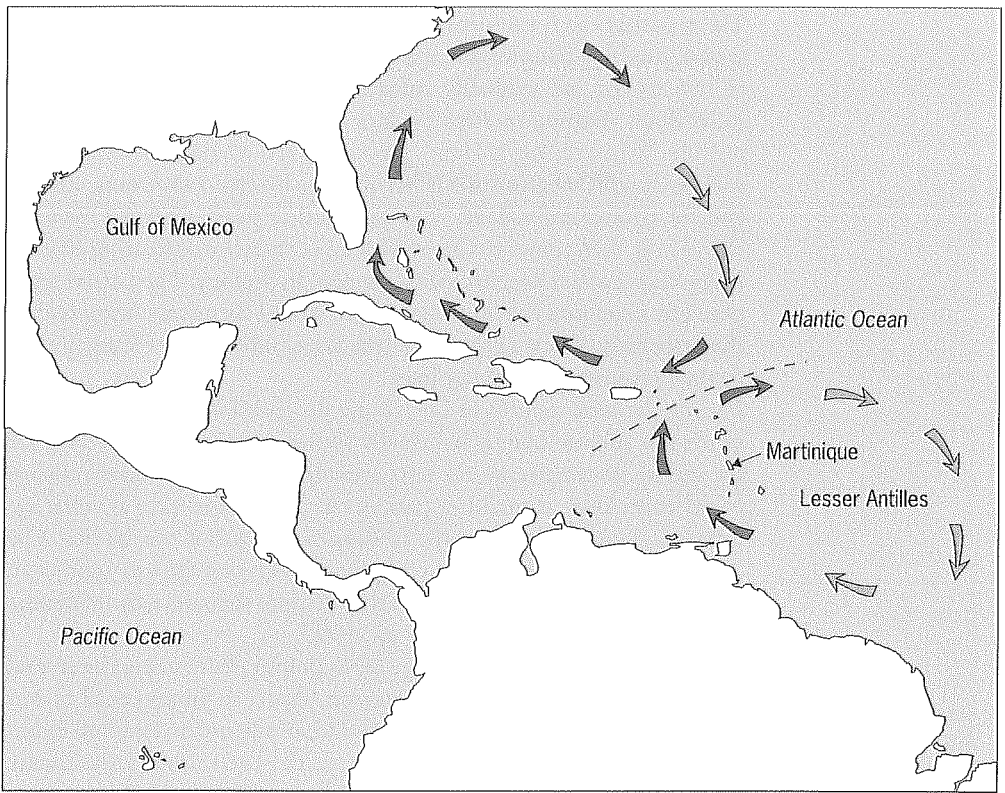 Gulf of Mexico
Atlantic Ocean
Martinique
Lesser Antilles
Pacific Ocean